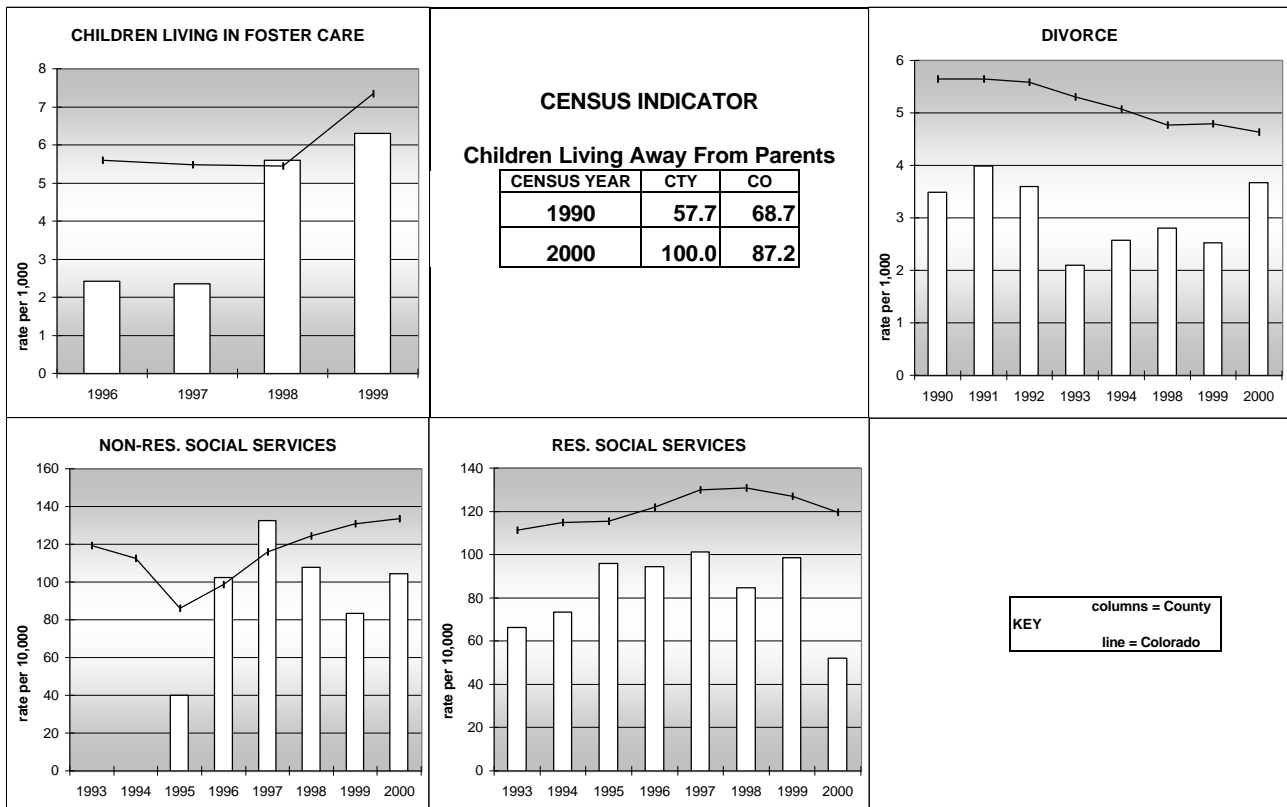 CHILDREN LIVING IN FOSTER CARE
8
7
6
5
4
3
2
1
0
rate per 1,000
1996 1997 1998 1999
CENSUS INDICATOR
Children Living Away From Parents
CENSUS YEAR CTY CO
1990 57.7 68.7
2000 100.0 87.2
DIVORCE
6
5
4
3
2
1
0
rate per 1,000
1990 1991 1992 1993 1994 1998 1999 2000
NON-RES. SOCIAL SERVICES
160
140
120
100
80
60
40
20
0
rate per 10,000
1993 1994 1995 1996 1997 1998 1999 2000
RES. SOCIAL SERVICES
140
120
100
80
60
40
20
0
rate per 10,000
1993 1994 1995 1996 1997 1998 1999 2000
columns = County
KEY
line = Colorado